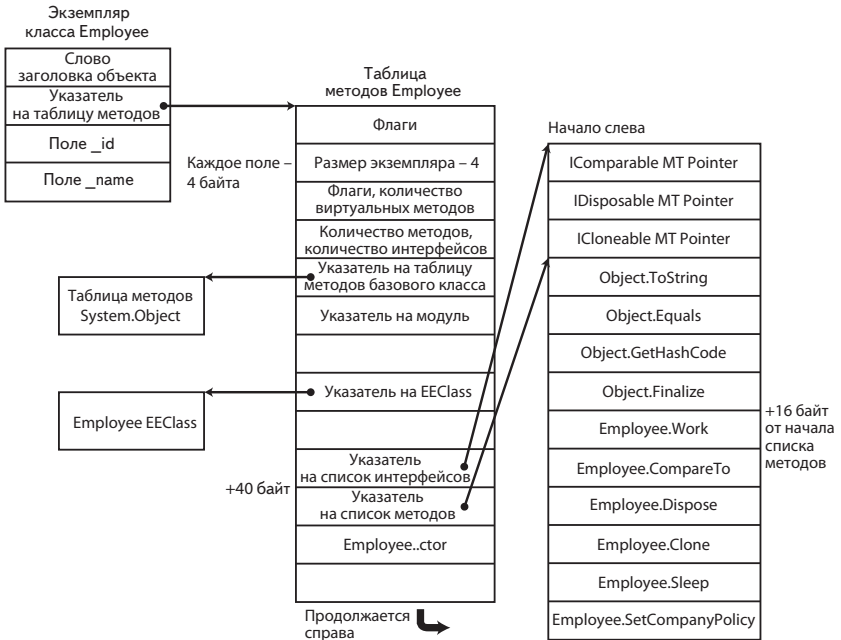 Экземпляр
класса Employee
Слово
заголовка объекта
Указатель
на таблицу методов
Поле _id
Поле _name
Каждое поле –
4 байта
Таблица
методов Employee
Флаги
Размер экземпляра – 4
Флаги, количество
виртуальных методов
Количество методов,
количество интерфейсов
Указатель на таблицу
методов базового класса
Указатель на модуль
Указатель на EEClass
Указатель
на список интерфейсов
Указатель
на список методов
Employee..ctor
Таблица методов
System.Object
Employee EEClass
+40 байт
Продолжается
справа
Начало слева
IComparable MT Pointer
IDisposable MT Pointer
ICloneable MT Pointer
Object.ToString
Object.Equals
Object.GetHashCode
Object.Finalize
Employee.Work
Employee.CompareTo
Employee.Dispose
Employee.Clone
Employee.Sleep
Employee.SetCompanyPolicy
+16 байт
от начала
списка
методов